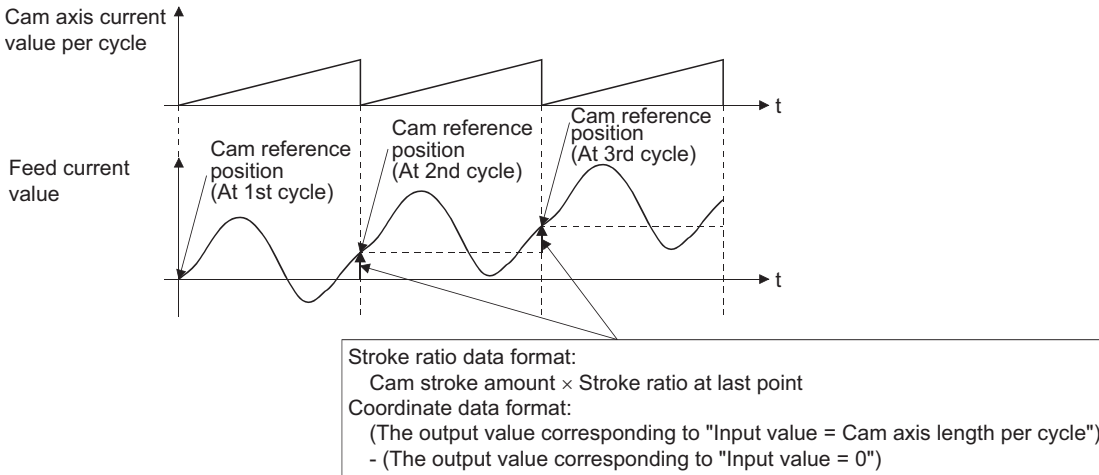 Cam axis current
value per cycle
t
Feed current
value
Cam reference
position
(At 1st cycle)
Cam reference
position
(At 2nd cycle)
Cam reference
position
(At 3rd cycle)
t
Stroke ratio data format:
Cam stroke amount × Stroke ratio at last point
Coordinate data format:
(The output value corresponding to "Input value = Cam axis length per cycle")
- (The output value corresponding to "Input value = 0")